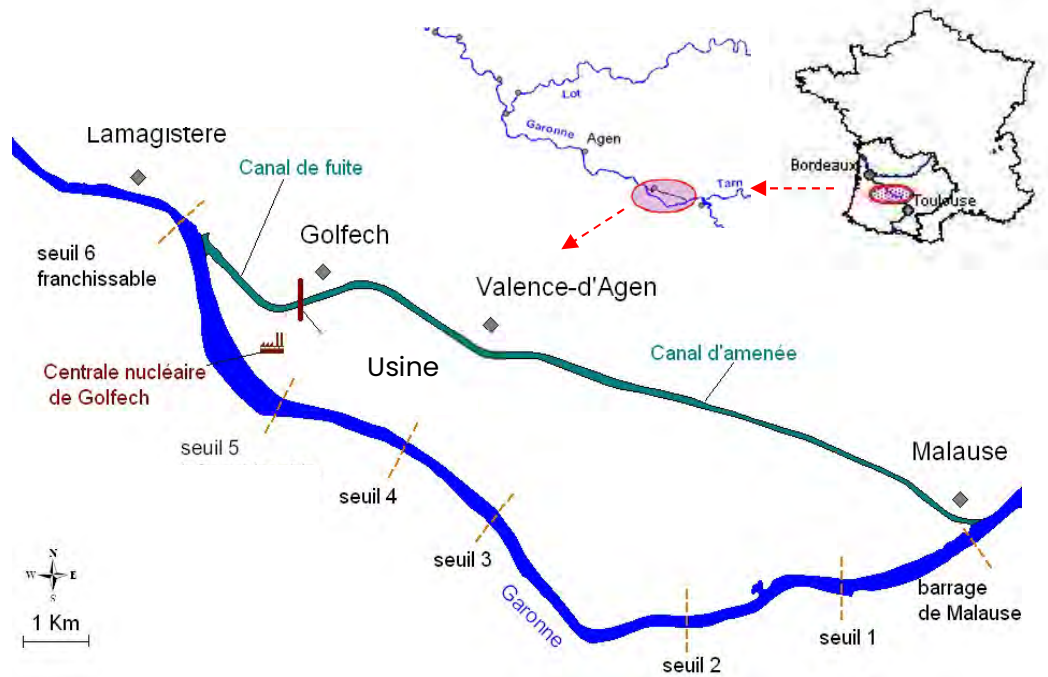 Lot
Garonne
Agen
Tarn
Bordeaux
Toulouse
Lamagistere
Canal de fuite
Golfech
seuil 6
franchissable
Valence-d'Agen
Canal d'amenée
Usine
Centrale nucléaire
de Golfech
seuil 5
seuil 4
Malause
seuil 3
Garonne
barrage
de Malause
seuil 1
seuil 2
N
W
E
S
1 Km